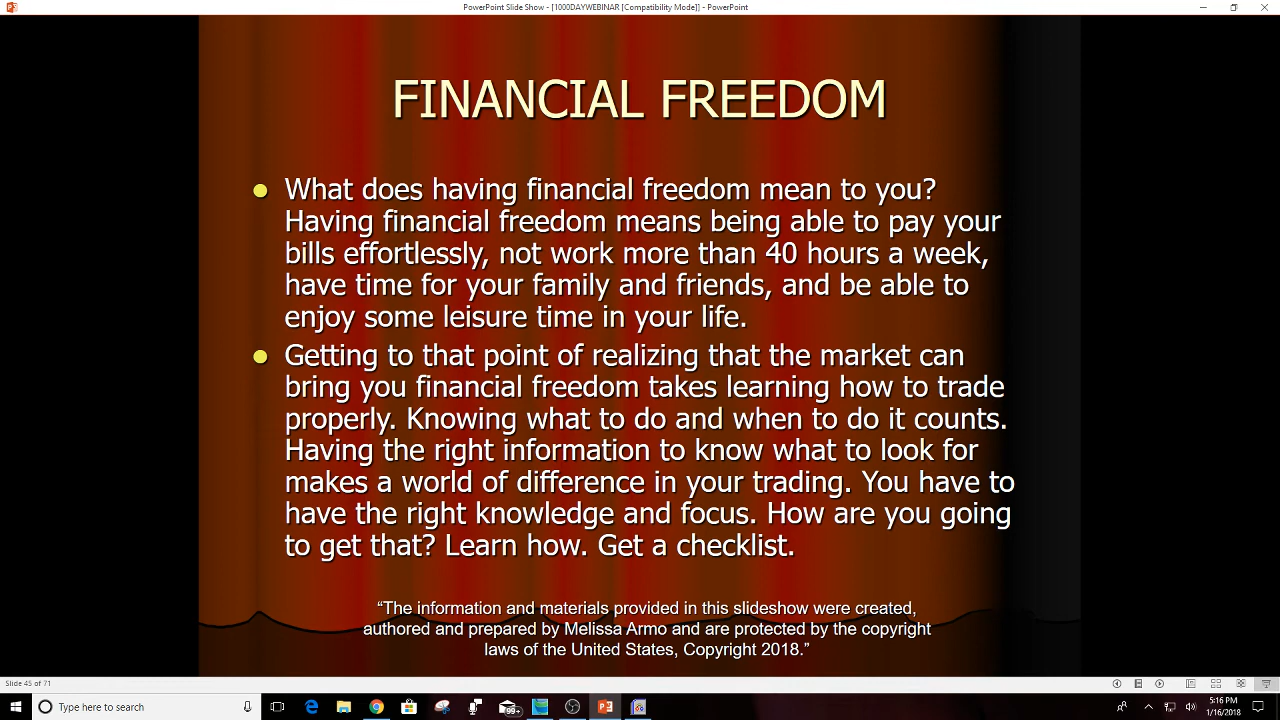 PowerPoint Slide Show - [1000DAYWEBINAR [Compatibility Mode]] - PowerPoint
FINANCIAL FREEDOM
What does having financial freedom mean to you?
Having financial freedom means being able to pay your
bills effortlessly, not work more than 40 hours a week,
have time for your family and friends, and be able to
enjoy some leisure time in your life.
Getting to that point of realizing that the market can
bring you financial freedom takes learning how to trade
properly. Knowing what to do and when to do it counts.
Having the right information to know what to look for
makes a world of difference in your trading. You have to
have the right knowledge and focus. How are you going
to get that? Learn how. Get a checklist.
“The information and materials provided in this slideshow were created,
authored and prepared by Melissa Armo and are protected by the copyright
laws of the United States, Copyright 2018.”
Slide 45 of 71
Type here to search
99+
5:16 PM
1/16/2018